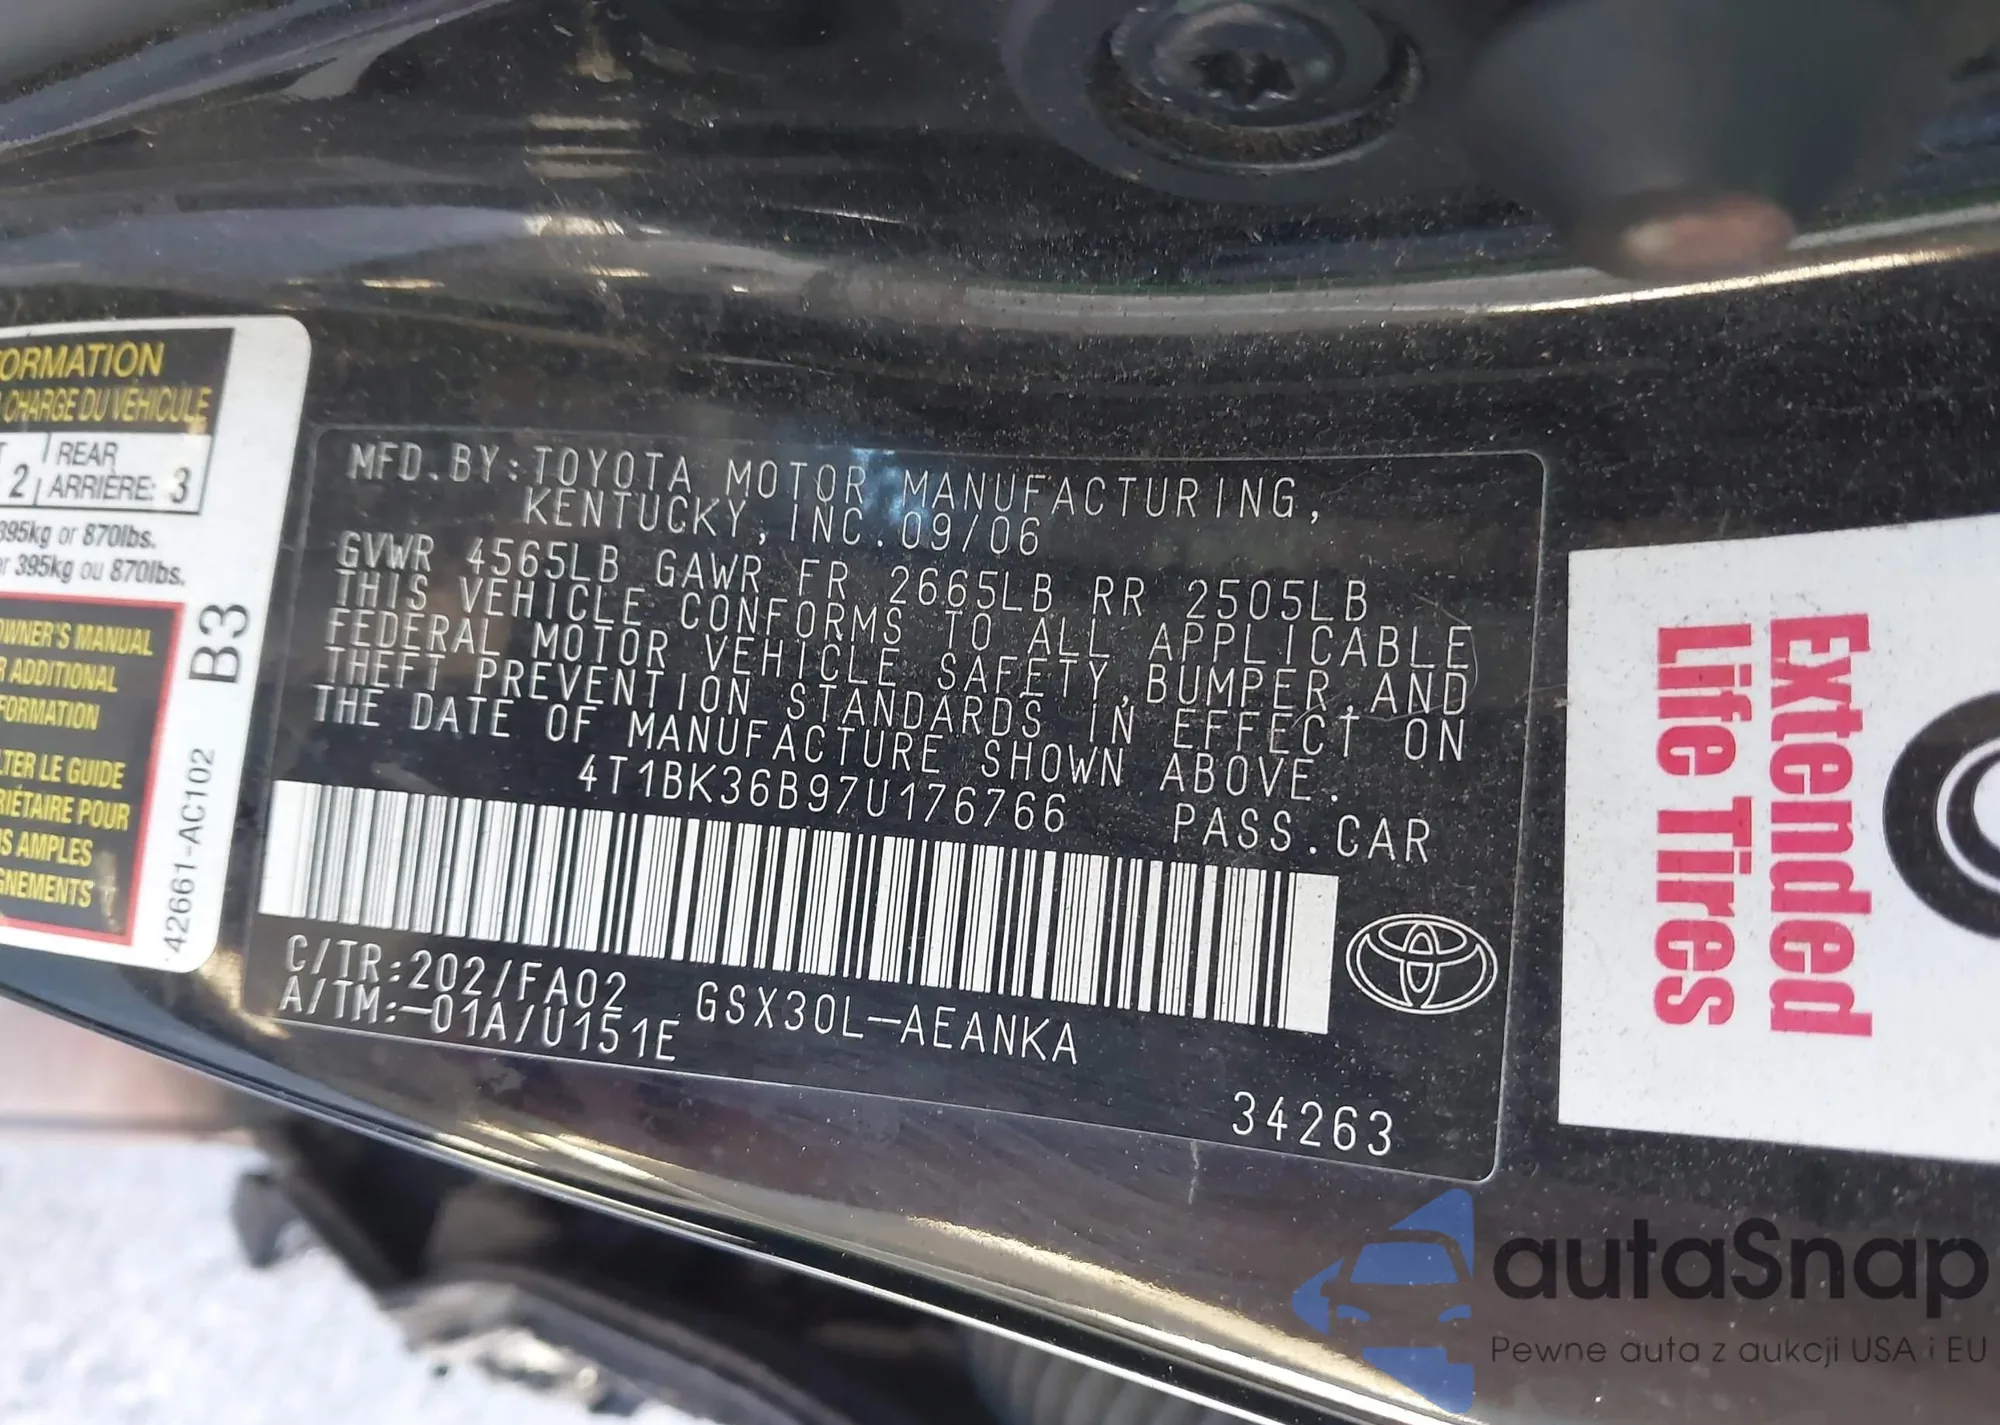 ORMATION
CHARGE DU VÉHICULE
2 REAR
ARRIÈRE: 3
395kg or 870lbs.
r 395kg ou 870lbs.
OWNER'S MANUAL
R ADDITIONAL
FORMATION
LTER LE GUIDE
RIÉTAIRE POUR
S AMPLES
GNEMENTS
B3
42661-AC102
MFD.BY:TOYOTA MOTOR MANUFACTURING,
KENTUCKY, INC. 09/06
GVWR 4565LB GAWR FR 2665LB RR 2505LB
THIS VEHICLE CONFORMS TO ALL APPLICABLE
FEDERAL MOTOR VEHICLE SAFETY,BUMPER,AND
THEFT PREVENTION STANDARDS IN EFFECT ON
THE DATE OF MANUFACTURE SHOWN ABOVE.
4T1BK36B97U176766 PASS.CAR
C/TR:202/FA02 GSX30L-AEANKA
A/TM:-01A/U151E
34263
Extended
Life Tires
autaSnap
Pewne auta z aukcji USA i EU